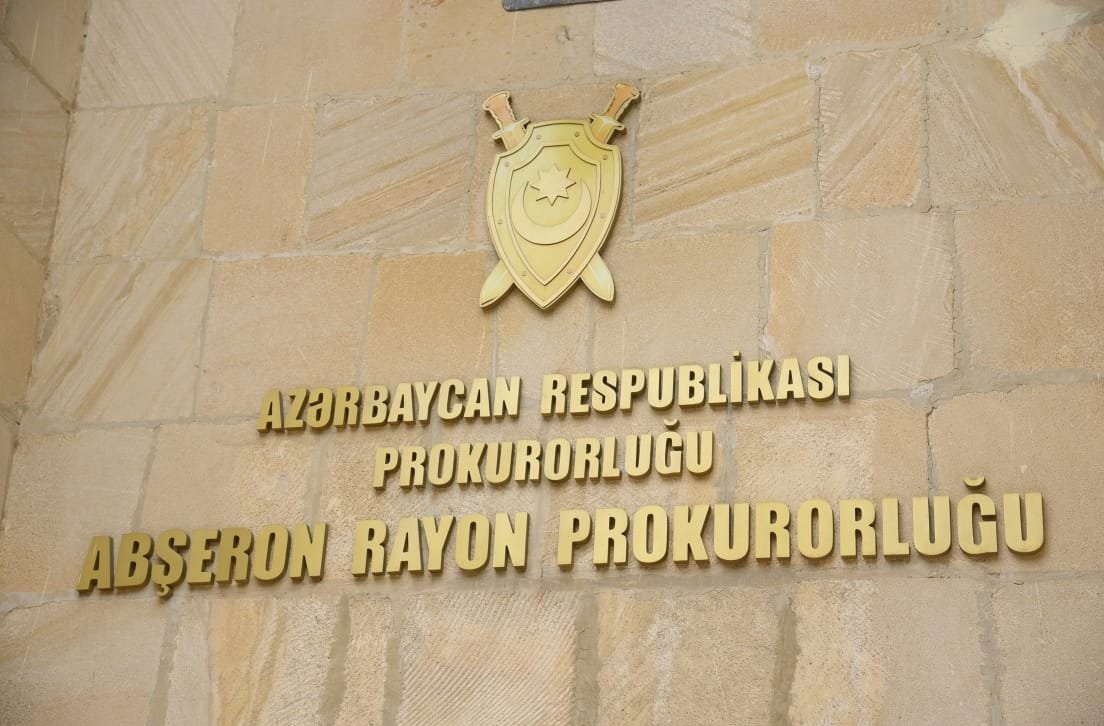 AZƏRBAYCAN RESPUBLİKASI
PROKURORLUĞU
ABŞERON RAYON PROKURORLUĞU